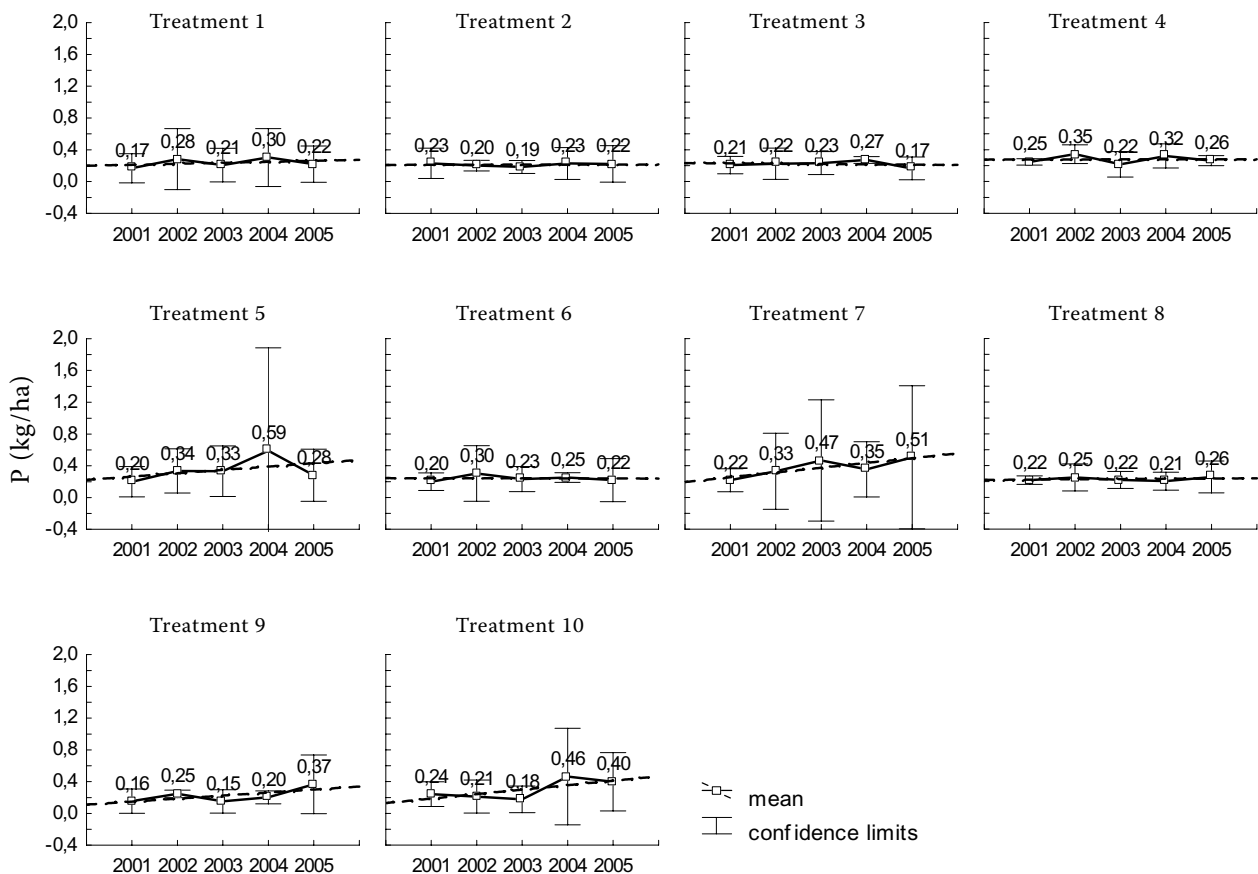 Treatment 1 Treatment 2 Treatment 3 Treatment 4
2,0
1,6
1,2
0,8
0,4
0,0
-0,4
0,17 0,28 0,21 0,30 0,22
0,23 0,20 0,19 0,23 0,22
0,21 0,22 0,23 0,27 0,17
0,25 0,35 0,22 0,32 0,26
2001 2002 2003 2004 2005 2001 2002 2003 2004 2005 2001 2002 2003 2004 2005 2001 2002 2003 2004 2005
Treatment 5 Treatment 6 Treatment 7 Treatment 8
P (kg/ha)
2,0
1,6
1,2
0,8
0,4
0,0
-0,4
0,20 0,34 0,33 0,59 0,28
0,20 0,30 0,23 0,25 0,22
0,22 0,33 0,47 0,35 0,51
0,22 0,25 0,22 0,21 0,26
2001 2002 2003 2004 2005 2001 2002 2003 2004 2005 2001 2002 2003 2004 2005 2001 2002 2003 2004 2005
Treatment 9 Treatment 10
2,0
1,6
1,2
0,8
0,4
0,0
-0,4
0,16 0,25 0,15 0,20 0,37
0,24 0,21 0,18 0,46 0,40
2001 2002 2003 2004 2005 2001 2002 2003 2004 2005
mean
confidence limits